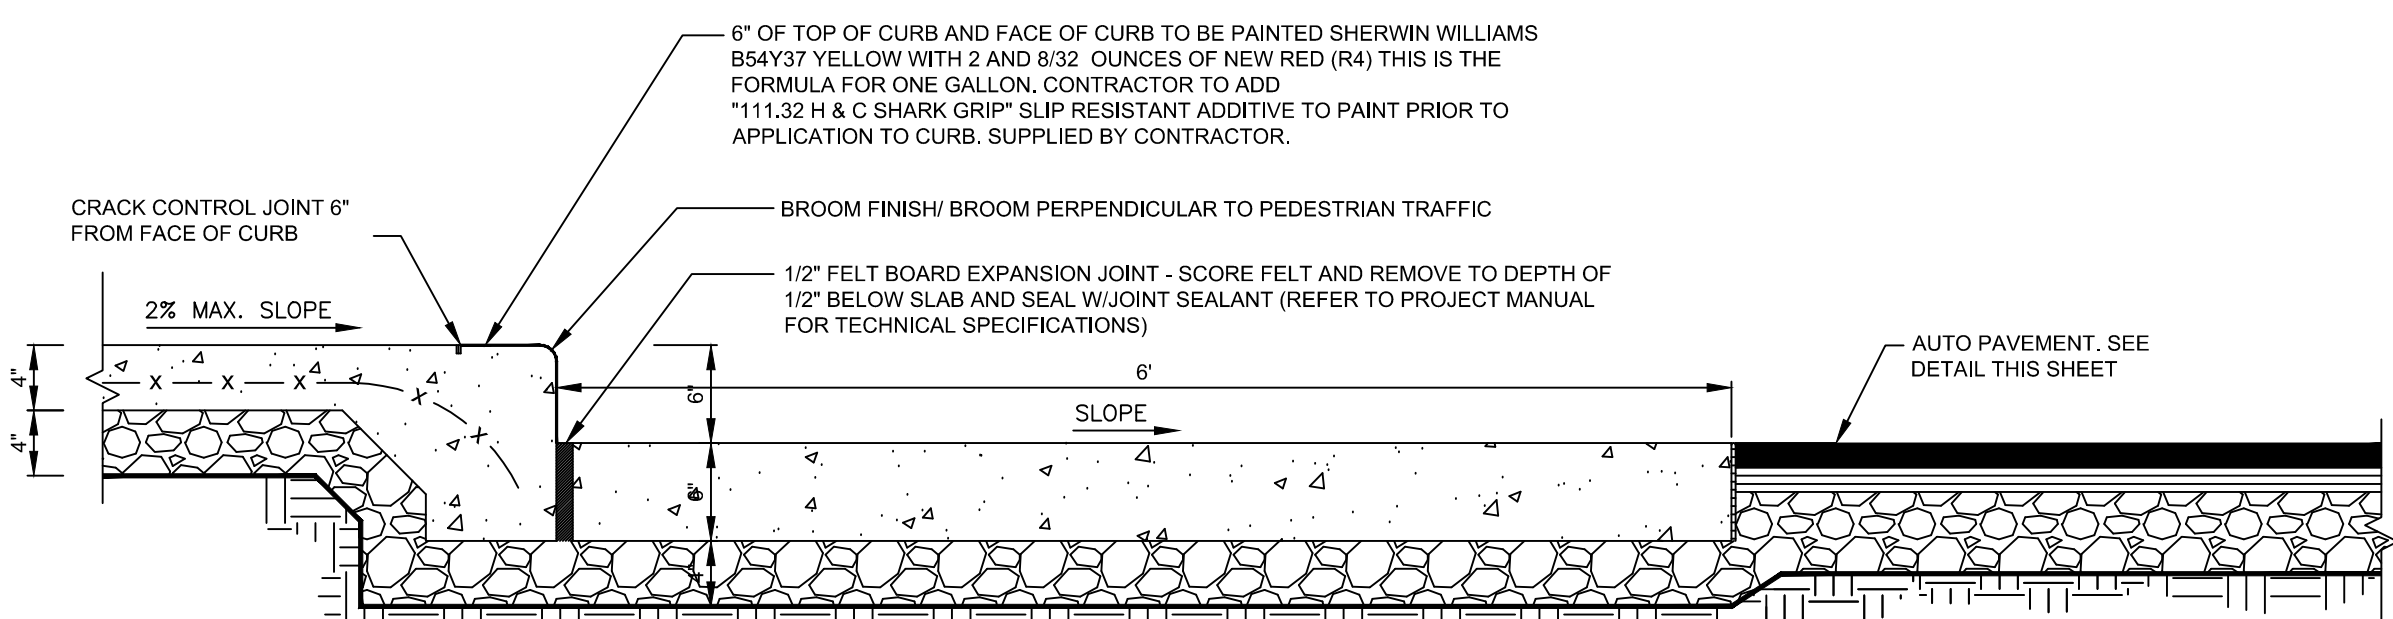 6" OF TOP OF CURB AND FACE OF CURB TO BE PAINTED SHERWIN WILLIAMS
B54Y37 YELLOW WITH 2 AND 8/32 OUNCES OF NEW RED (R4) THIS IS THE
FORMULA FOR ONE GALLON. CONTRACTOR TO ADD
"111.32 H & C SHARK GRIP" SLIP RESISTANT ADDITIVE TO PAINT PRIOR TO
APPLICATION TO CURB. SUPPLIED BY CONTRACTOR.
CRACK CONTROL JOINT 6"
FROM FACE OF CURB
BROOM FINISH/ BROOM PERPENDICULAR TO PEDESTRIAN TRAFFIC
1/2" FELT BOARD EXPANSION JOINT - SCORE FELT AND REMOVE TO DEPTH OF
1/2" BELOW SLAB AND SEAL W/JOINT SEALANT (REFER TO PROJECT MANUAL
FOR TECHNICAL SPECIFICATIONS)
2% MAX. SLOPE
AUTO PAVEMENT. SEE
DETAIL THIS SHEET
4"
4"
X X X X X
6"
6'
SLOPE
6"
4"